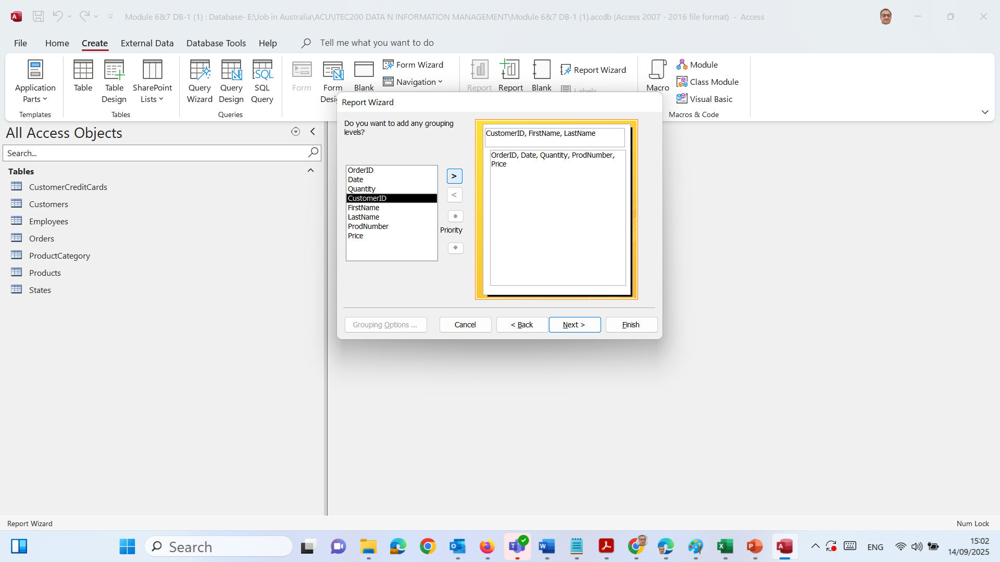 Module 6&7 DB-1 (1) : Database- E:\Job in Australia\ACU\ITEC200 DATA N INFORMATION MANAGEMENT\Module 6&7 DB-1 (1).accdb (Access 2007 - 2016 file format) - Access
File Home Create External Data Database Tools Help Tell me what you want to do
Application Parts
Templates
Table
Table Design
SharePoint Lists
Tables
Query Wizard
Query Design
SQL Query
Queries
Form
Form
Blank
Form Wizard
Navigation
Report
Report
Blank
Report Wizard
Labels
Macro
Module
Class Module
Visual Basic
Macros & Code
All Access Objects
Search...
Tables
CustomerCreditCards
Customers
Employees
Orders
ProductCategory
Products
States
Report Wizard
Do you want to add any grouping
levels?
OrderID
Date
Quantity
CustomerID
FirstName
LastName
ProdNumber
Price
>
<
Priority
CustomerID, FirstName, LastName
OrderID, Date, Quantity, ProdNumber,
Price
Grouping Options ...
Cancel
< Back
Next >
Finish
Report Wizard
Num Lock
Search
ENG
15:02
14/09/2025